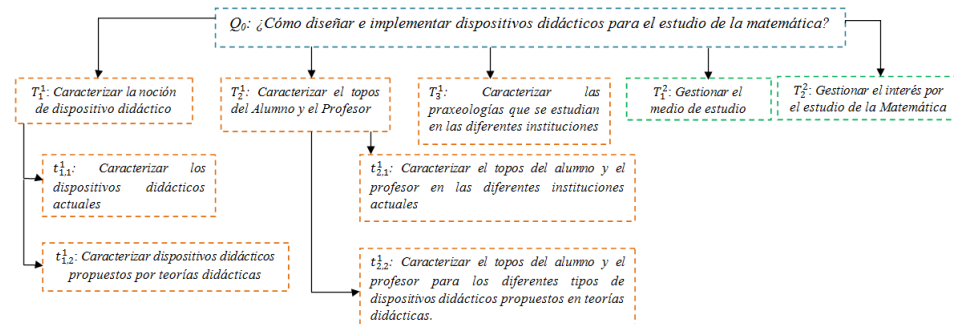 Q₀: ¿Cómo diseñar e implementar dispositivos didácticos para el estudio de la matemática?
T₁¹: Caracterizar la noción
de dispositivo didáctico
T₂¹: Caracterizar el topos
del Alumno y el Profesor
T₃¹: Caracterizar las
praxeologías que se estudian
en las diferentes instituciones
T₁²: Gestionar el
medio de estudio
T₂²: Gestionar el interés por
el estudio de la Matemática
t₁,₁¹: Caracterizar los
dispositivos didácticos
actuales
t₂,₁¹: Caracterizar el topos del alumno y el
profesor en las diferentes instituciones
actuales
t₁,₂¹: Caracterizar dispositivos didácticos
propuestos por teorías didácticas
t₂,₂¹: Caracterizar el topos del alumno y el
profesor para los diferentes tipos de
dispositivos didácticos propuestos en teorías
didácticas.